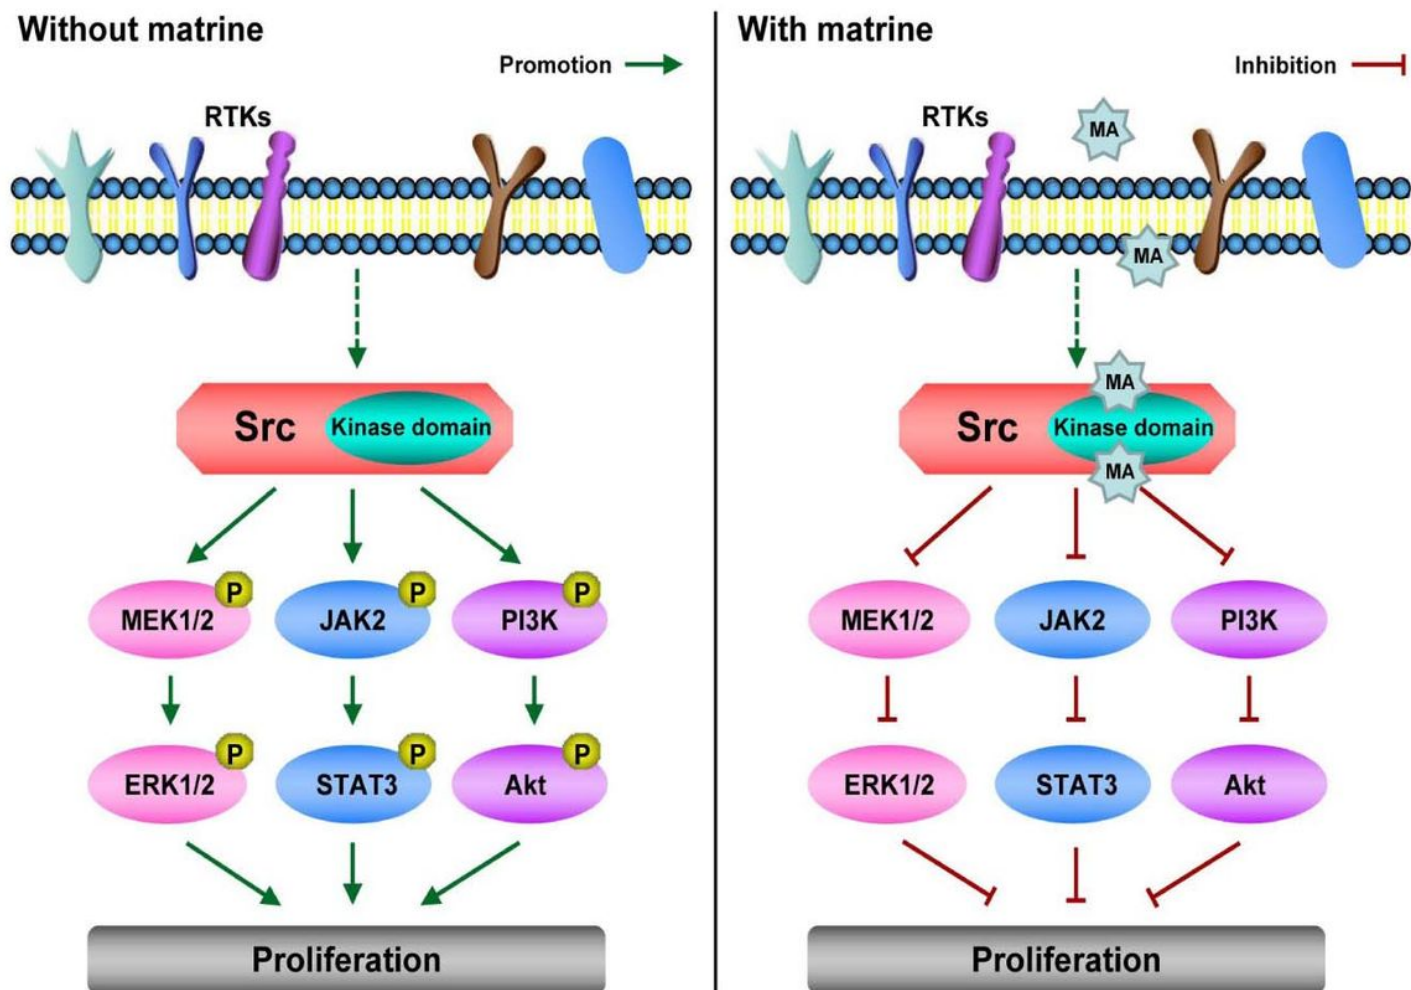 Without matrine
Promotion
RTKs
Src
Kinase domain
P
P
P
MEK1/2
JAK2
PI3K
P
P
P
ERK1/2
STAT3
Akt
Proliferation
With matrine
Inhibition
RTKs
MA
MA
MA
Src
Kinase domain
MA
MEK1/2
JAK2
PI3K
ERK1/2
STAT3
Akt
Proliferation